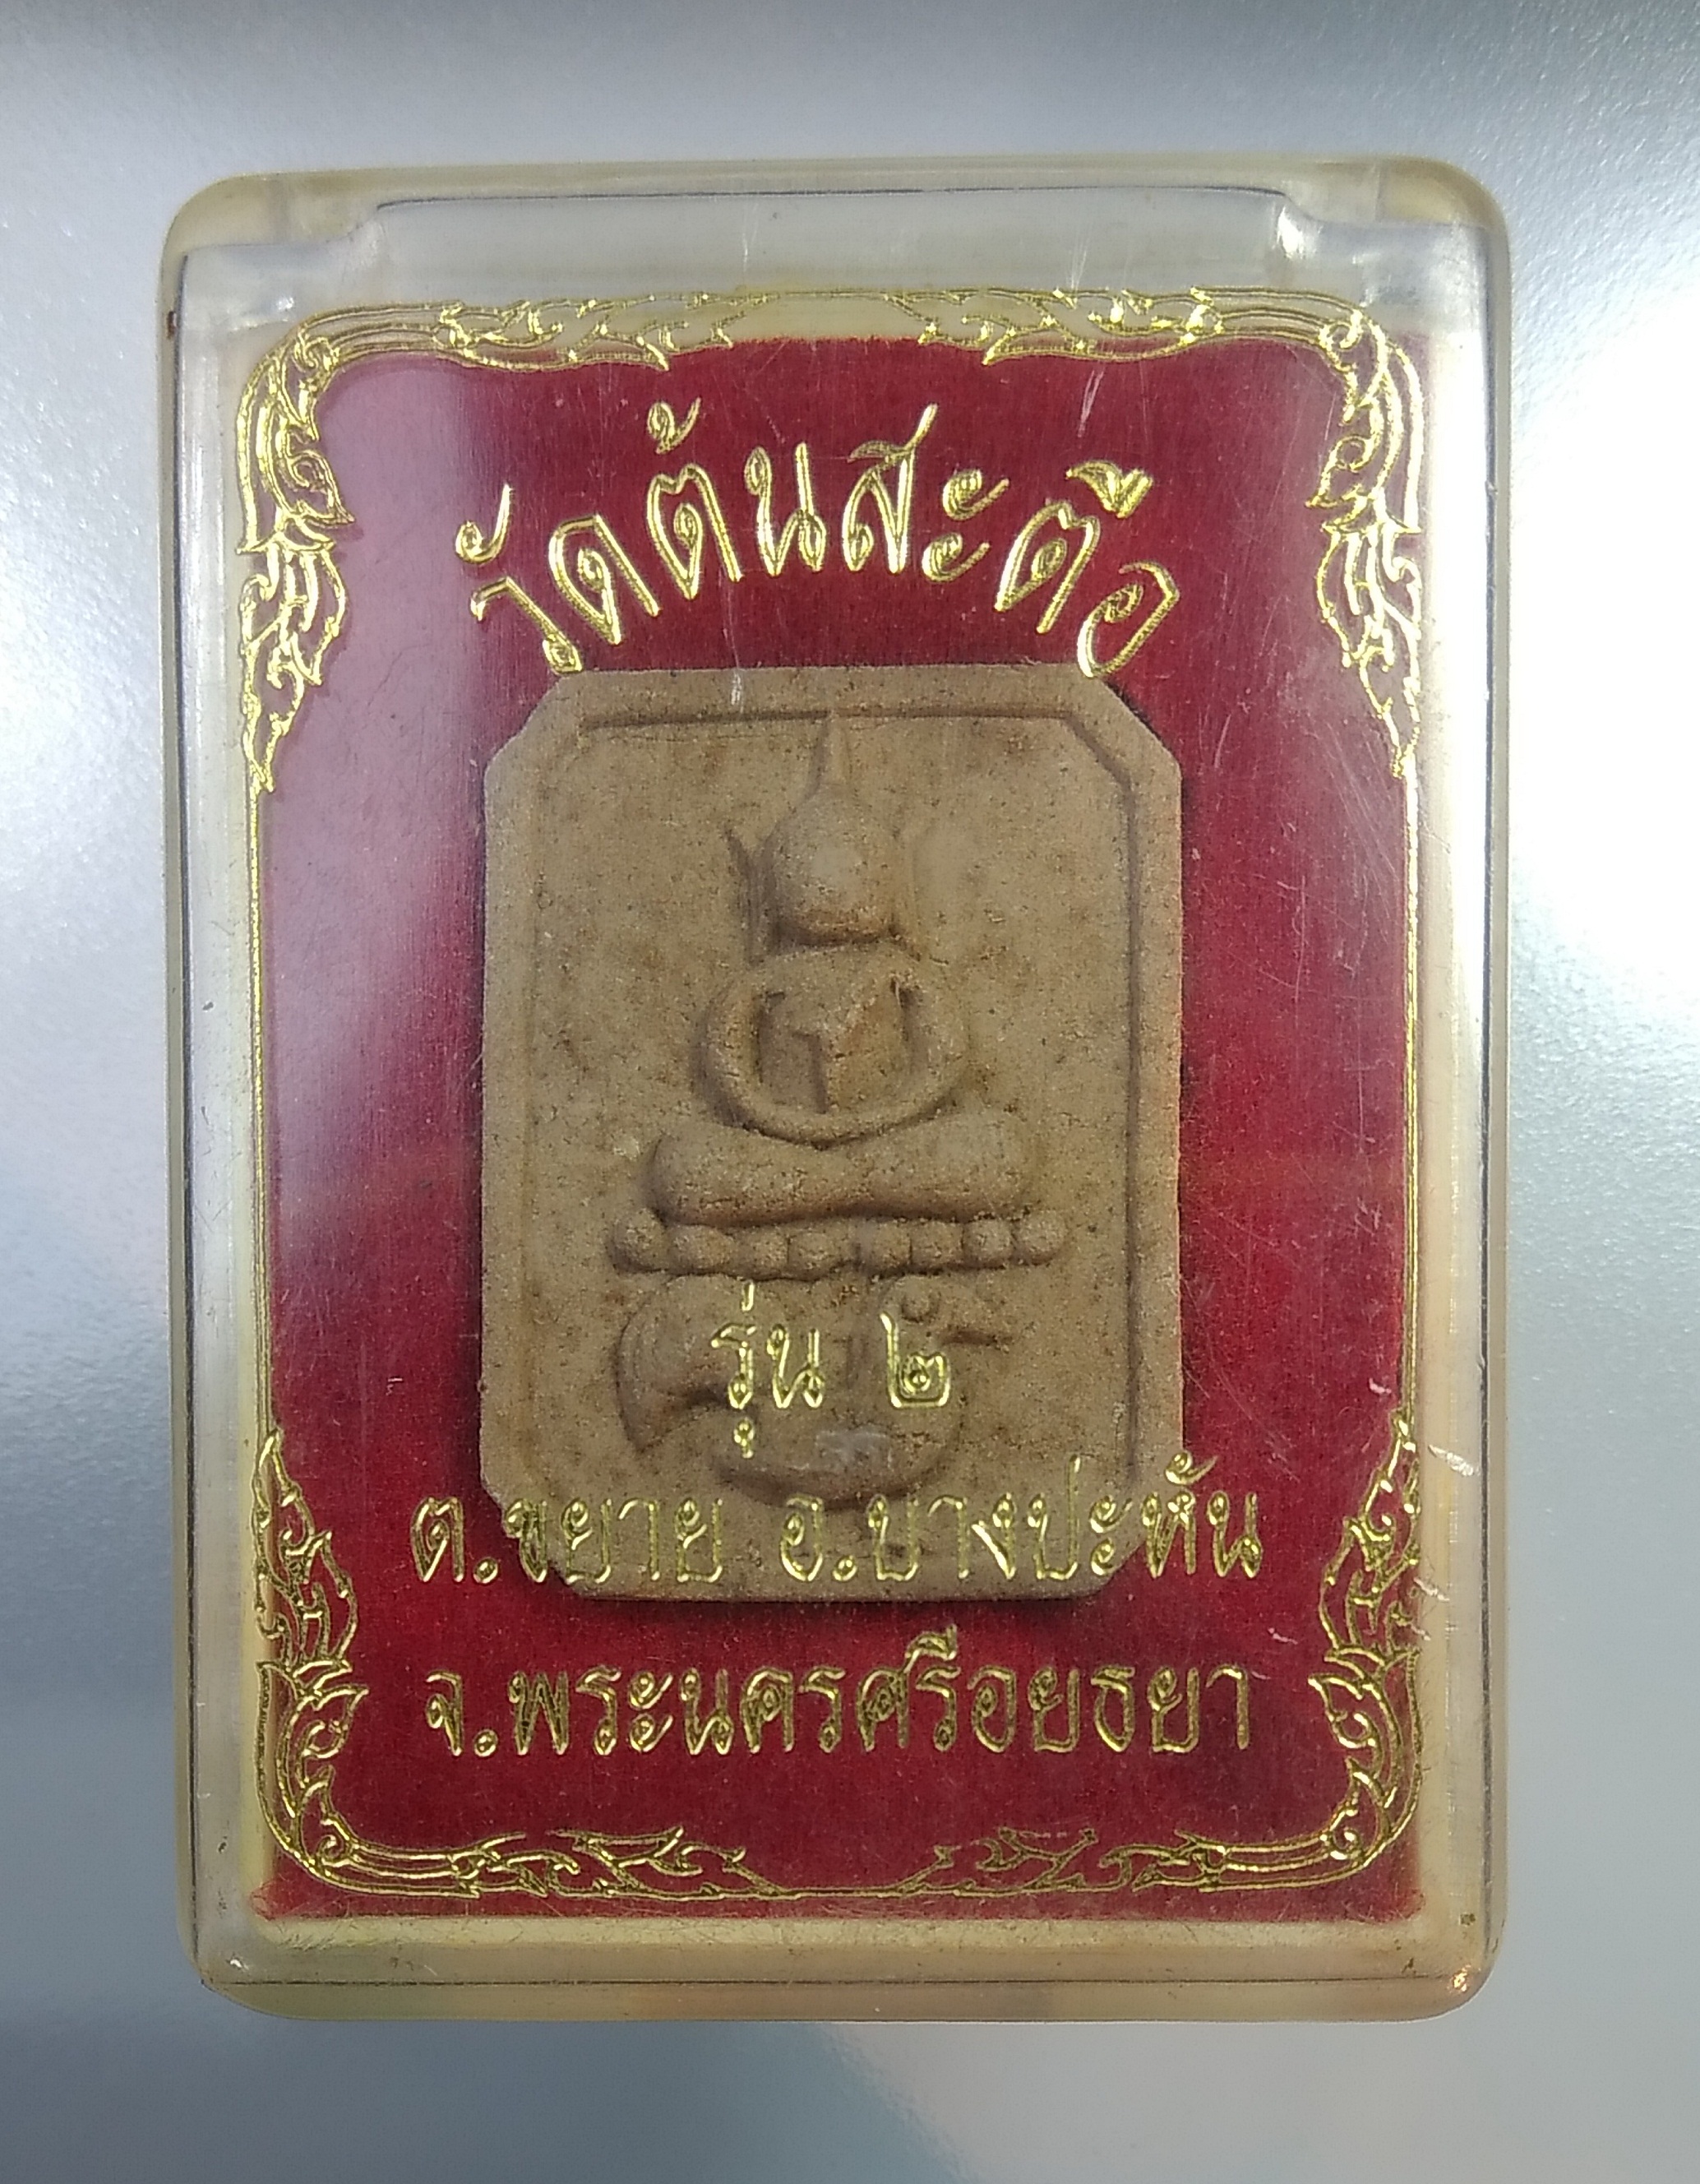 วัดต้นสะตือ
รุ่น ๒
ต.ขยาย อ.บางปะหัน
จ.พระนครศรีอยธยา